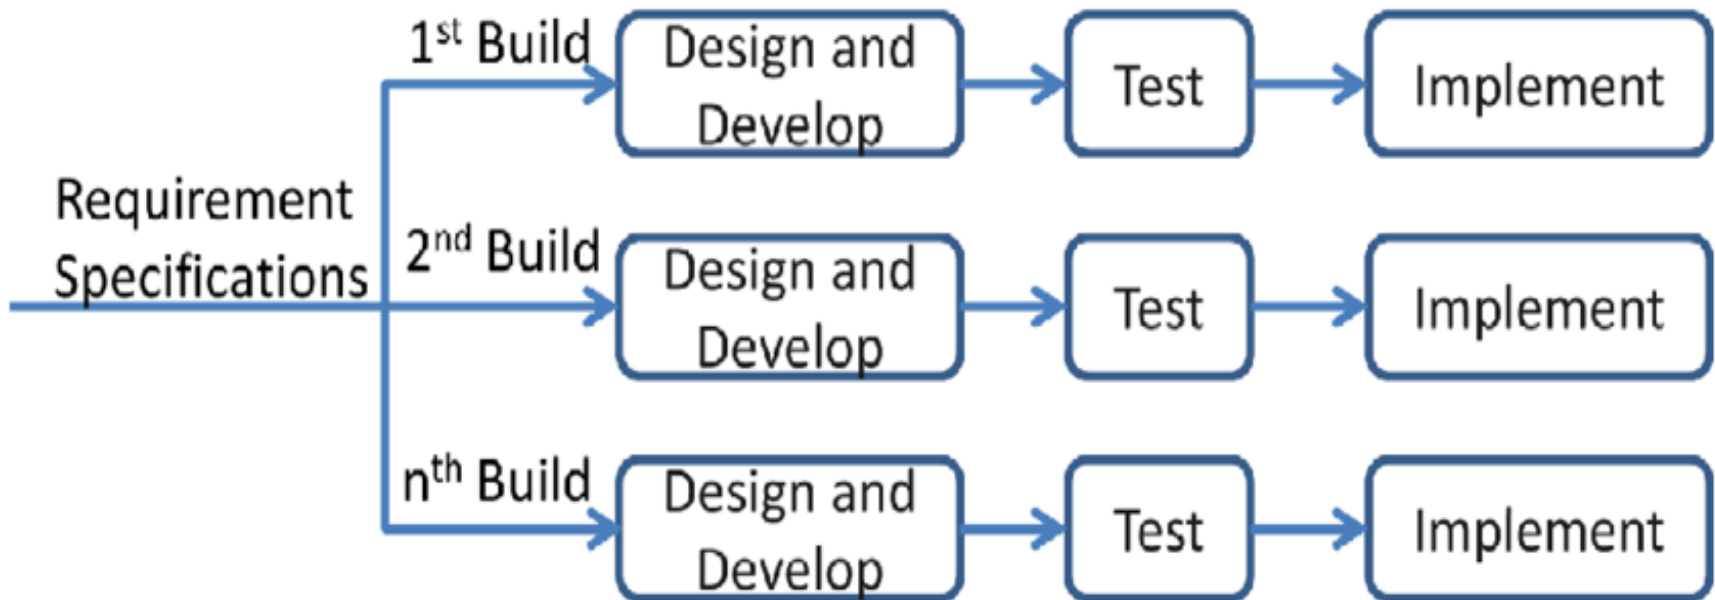 1st Build
Design and
Develop
Test
Implement
Requirement
Specifications
2nd Build
Design and
Develop
Test
Implement
nth Build
Design and
Develop
Test
Implement